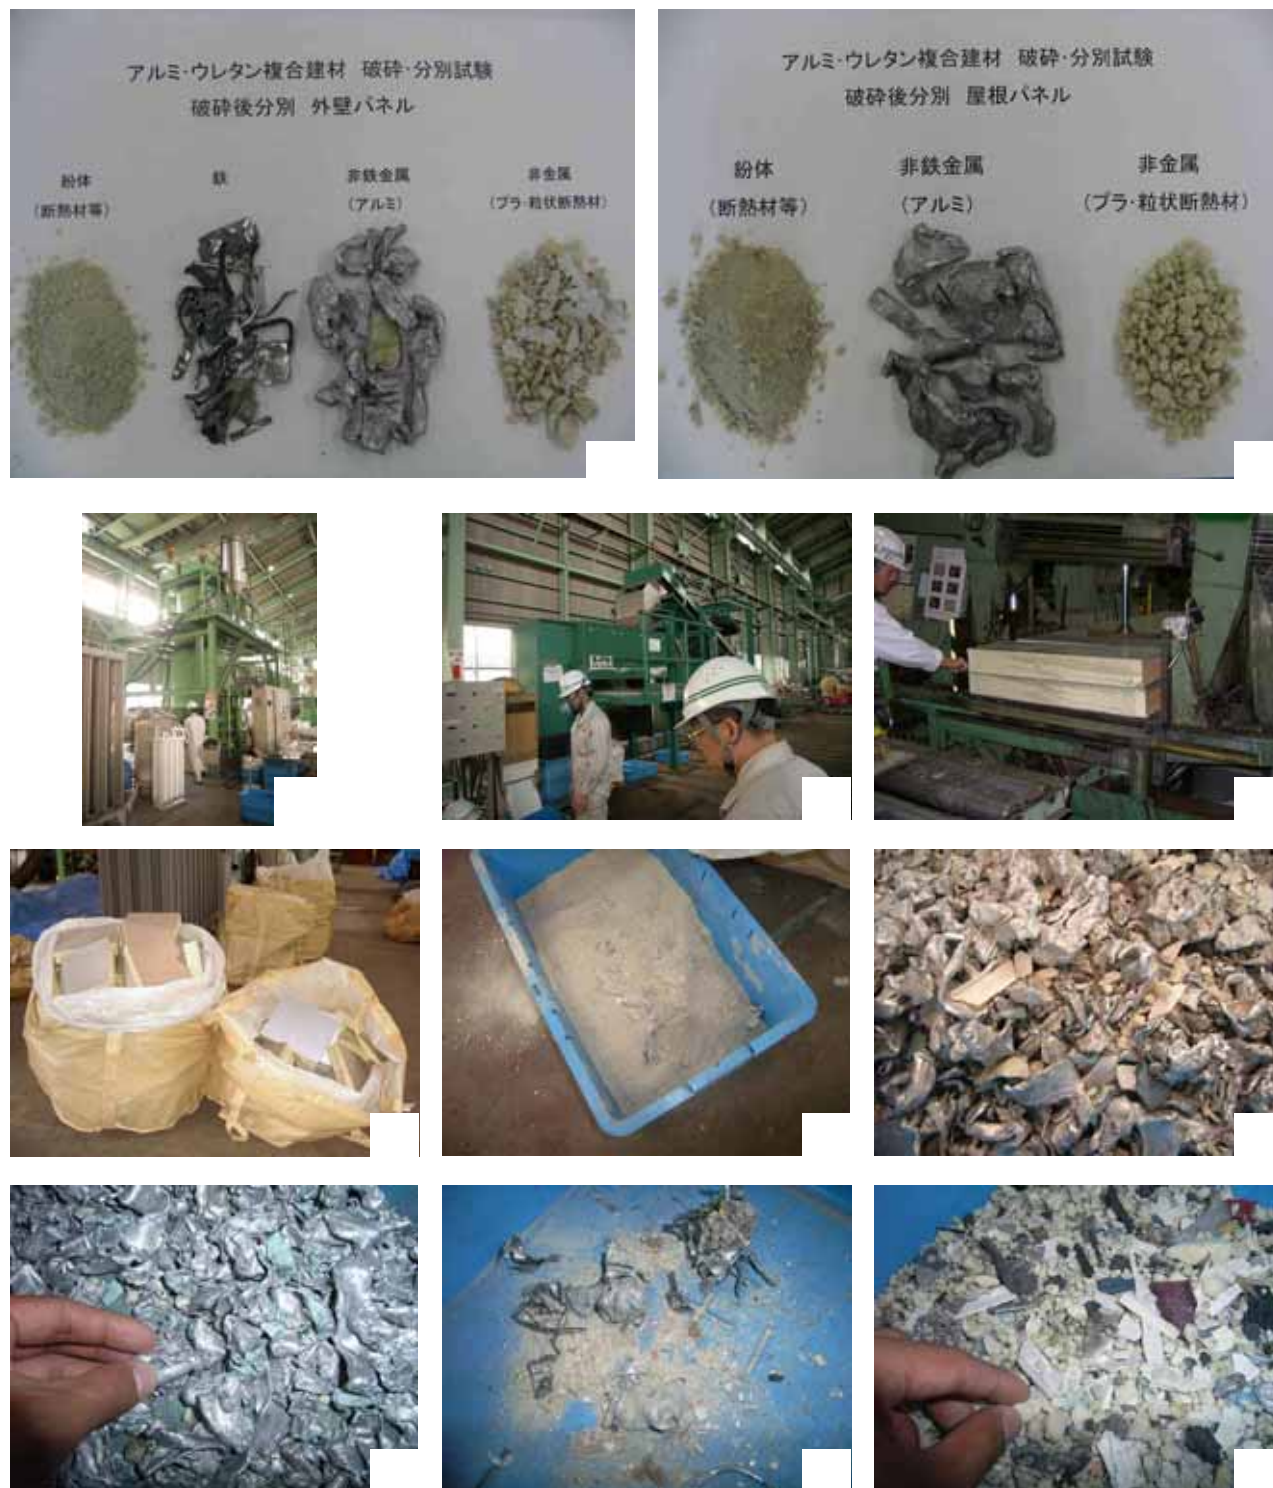 アルミ・ウレタン複合建材 破砕・分別試験
破砕後分別 外壁パネル
紛体
(断熱材等)
鉄
非鉄金属
(アルミ)
非金属
(プラ・粒状断熱材)
アルミ・ウレタン複合建材 破砕・分別試験
破砕後分別 屋根パネル
紛体
(断熱材等)
非鉄金属
(アルミ)
非金属
(プラ・粒状断熱材)